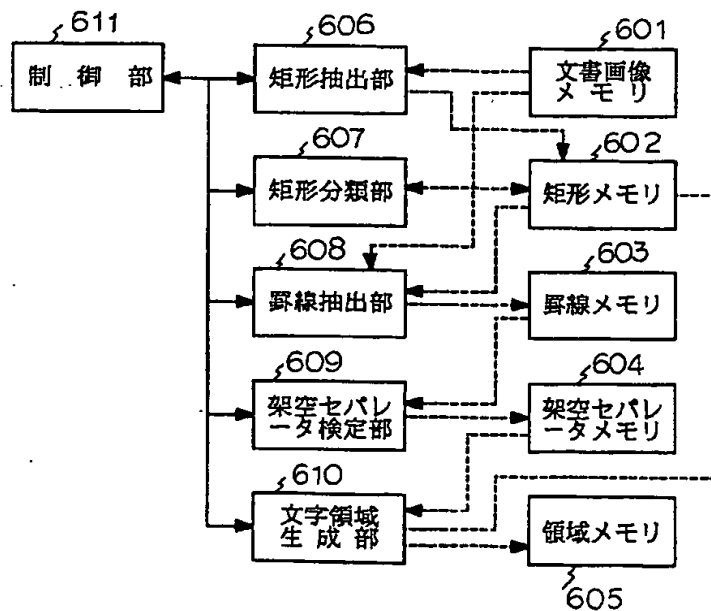 611
制御部
606
矩形抽出部
601
文書画像
メモリ
607
矩形分類部
602
矩形メモリ
608
罫線抽出部
603
罫線メモリ
609
架空セパレ
ータ検定部
604
架空セパレ
ータメモリ
610
文字領域
生成部
領域メモリ
605